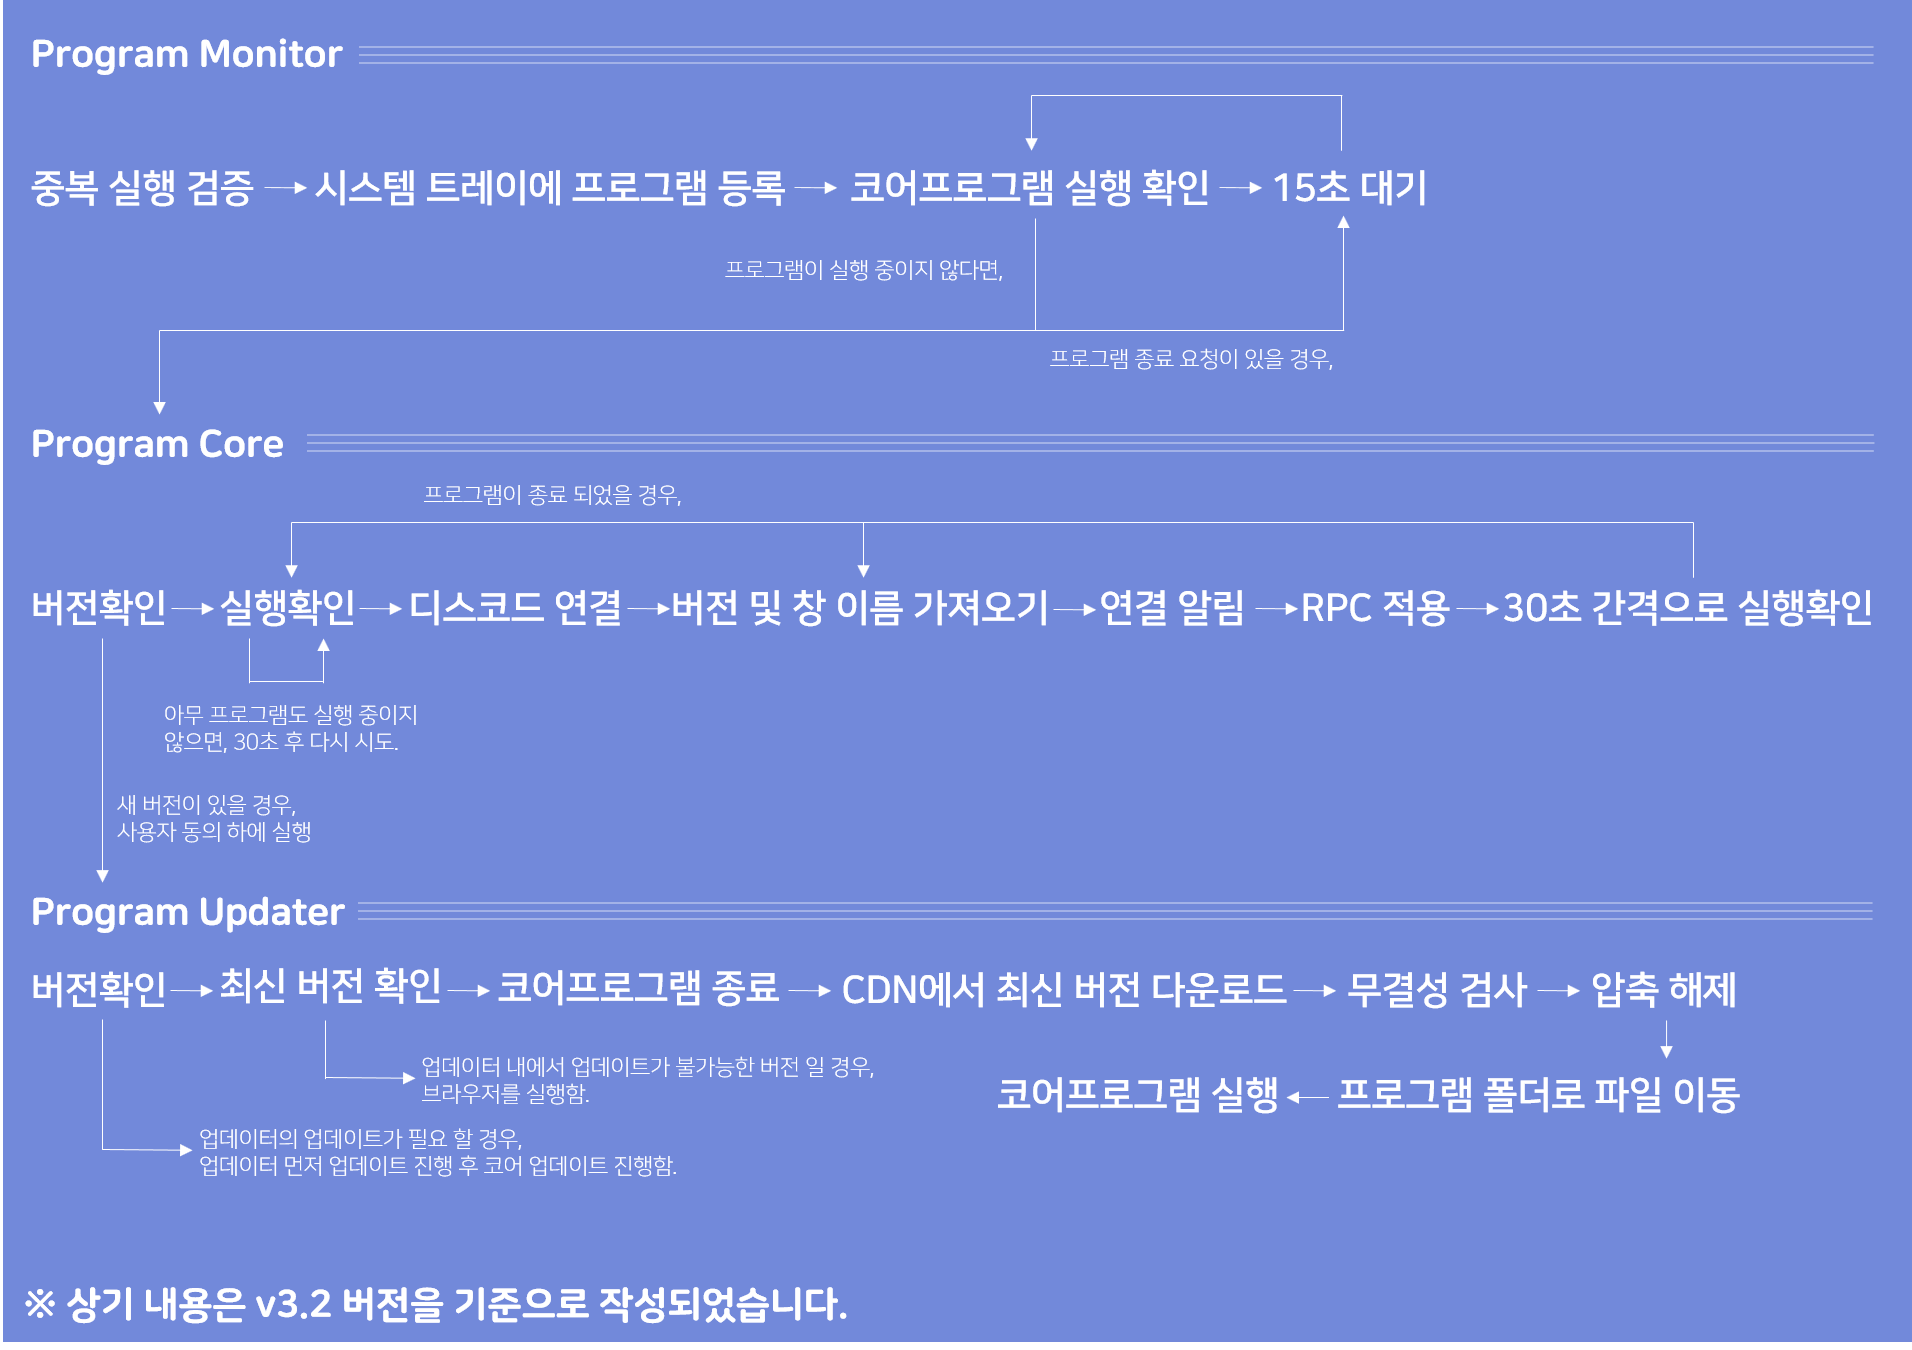 Program Monitor
중복 실행 검증
시스템 트레이에 프로그램 등록
코어프로그램 실행 확인
15초 대기
프로그램이 실행 중이지 않다면,
프로그램 종료 요청이 있을 경우,
Program Core
프로그램이 종료 되었을 경우,
버전확인
실행확인
디스코드 연결
버전 및 창 이름 가져오기
연결 알림
RPC 적용
30초 간격으로 실행확인
아무 프로그램도 실행 중이지
않으면, 30초 후 다시 시도.
새 버전이 있을 경우,
사용자 동의 하에 실행
Program Updater
버전확인
최신 버전 확인
코어프로그램 종료
CDN에서 최신 버전 다운로드
무결성 검사
압축 해제
업데이터 내에서 업데이트가 불가능한 버전 일 경우,
브라우저를 실행함.
코어프로그램 실행
프로그램 폴더로 파일 이동
업데이터의 업데이트가 필요 할 경우,
업데이터 먼저 업데이트 진행 후 코어 업데이트 진행함.
※ 상기 내용은 v3.2 버전을 기준으로 작성되었습니다.